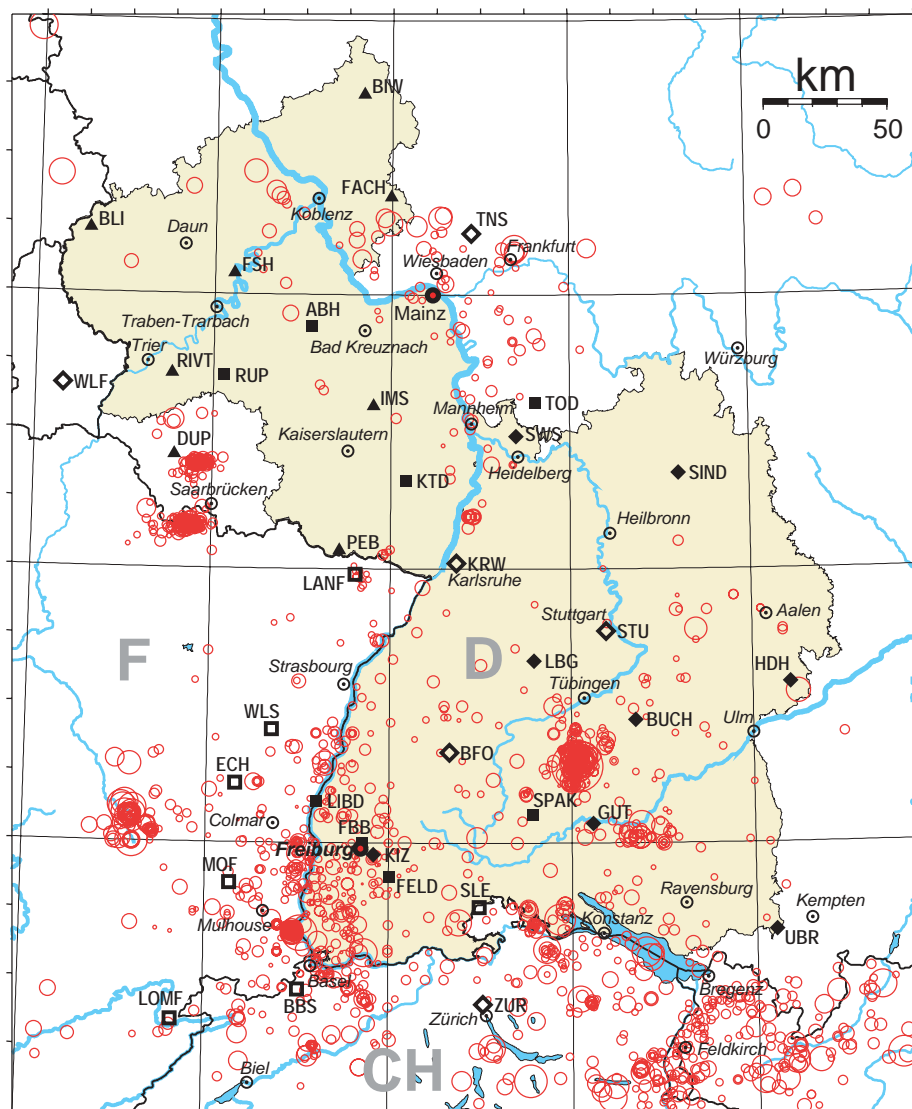 BIW
km
0 50
FACH
Koblenz
BLI
Daun
TNS
Frankfurt
FSH
Wiesbaden
ABH
Mainz
Traben-Trarbach
Bad Kreuznach
Trier
Würzburg
RIVT
RUP
WLF
IMS
TOD
Mannheim
DUP
Kaiserslautern
SWS
Heidelberg
SIND
Saarbrücken
KTD
Heilbronn
PEB
KRW
LANF
Karlsruhe
Stuttgart
Aalen
STU
F
D
LBG
HDH
Strasbourg
Tübingen
WLS
BUCH
Ulm
BFO
ECH
LIBD
SPAK
GUT
Colmar
FBB
Freiburg
KIZ
MOF
FELD
SLE
Ravensburg
Kempten
Mulhouse
Konstanz
UBR
Basel
Bregenz
LOMF
BBS
ZUR
Zürich
Feldkirch
Biel
CH